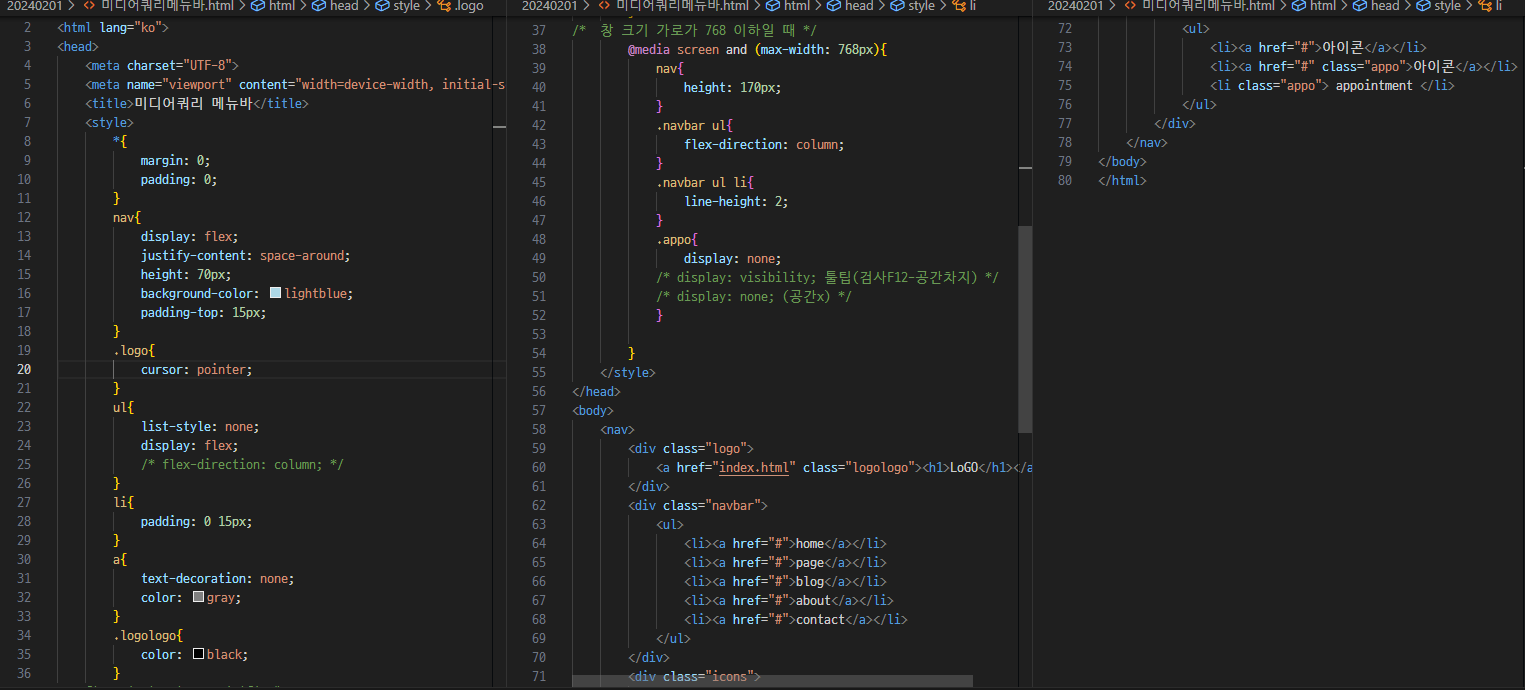 20240201 > <> 미디어쿼리메뉴바.html > html > head > style > .logo
2 <html lang="ko">
3 <head>
4 <meta charset="UTF-8">
5 <meta name="viewport" content="width=device-width, initial-s
6 <title>미디어쿼리 메뉴바</title>
7 <style>
8 *{
9 margin: 0;
10 padding: 0;
11 }
12 nav{
13 display: flex;
14 justify-content: space-around;
15 height: 70px;
16 background-color: lightblue;
17 padding-top: 15px;
18 }
19 .logo{
20 cursor: pointer;
21 }
22 ul{
23 list-style: none;
24 display: flex;
25 /* flex-direction: column; */
26 }
27 li{
28 padding: 0 15px;
29 }
30 a{
31 text-decoration: none;
32 color: gray;
33 }
34 .logologo{
35 color: black;
36 }
20240201 > <> 미디어쿼리메뉴바.html > html > head > style > li
37 /* 창 크기 가로가 768 이하일 때 */
38 @media screen and (max-width: 768px){
39 nav{
40 height: 170px;
41 }
42 .navbar ul{
43 flex-direction: column;
44 }
45 .navbar ul li{
46 line-height: 2;
47 }
48 .appo{
49 display: none;
50 /* display: visibility; 툴팁(검사F12-공간차지) */
51 /* display: none; (공간x) */
52 }
53
54 }
55 </style>
56 </head>
57 <body>
58 <nav>
59 <div class="logo">
60 <a href="index.html" class="logologo"><h1>LoGO</h1></a
61 </div>
62 <div class="navbar">
63 <ul>
64 <li><a href="#">home</a></li>
65 <li><a href="#">page</a></li>
66 <li><a href="#">blog</a></li>
67 <li><a href="#">about</a></li>
68 <li><a href="#">contact</a></li>
69 </ul>
70 </div>
71 <div class="icons">
20240201 > <> 미디어쿼리메뉴바.html > html > head > style > li
72 <ul>
73 <li><a href="#">아이콘</a></li>
74 <li><a href="#" class="appo">아이콘</a></li>
75 <li class="appo"> appointment </li>
76 </ul>
77 </div>
78 </nav>
79 </body>
80 </html>